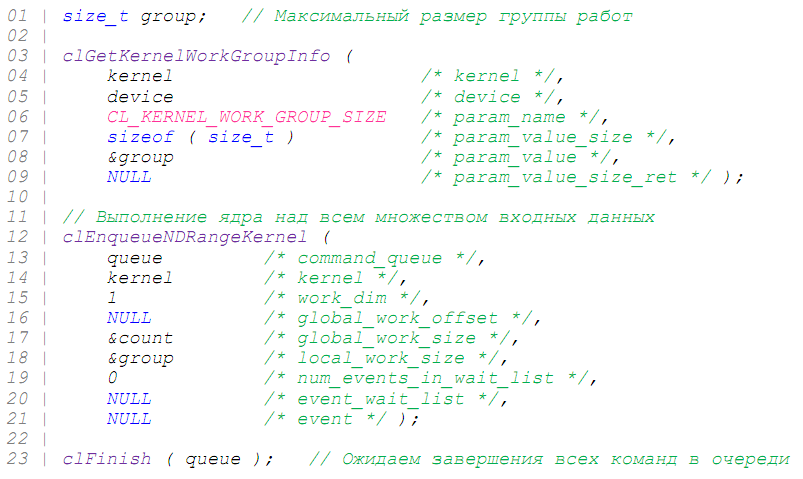 01 | size_t group;   // Максимальный размер группы работ
02 |
03 | clGetKernelWorkGroupInfo (
04 |     kernel                      /* kernel */,
05 |     device                      /* device */,
06 |     CL_KERNEL_WORK_GROUP_SIZE   /* param_name */,
07 |     sizeof ( size_t )           /* param_value_size */,
08 |     &group                      /* param_value */,
09 |     NULL                        /* param_value_size_ret */ );
10 |
11 | // Выполнение ядра над всем множеством входных данных
12 | clEnqueueNDRangeKernel (
13 |     queue         /* command_queue */,
14 |     kernel        /* kernel */,
15 |     1             /* work_dim */,
16 |     NULL          /* global_work_offset */,
17 |     &count        /* global_work_size */,
18 |     &group        /* local_work_size */,
19 |     0             /* num_events_in_wait_list */,
20 |     NULL          /* event_wait_list */,
21 |     NULL          /* event */ );
22 |
23 | clFinish ( queue );   // Ожидаем завершения всех команд в очереди